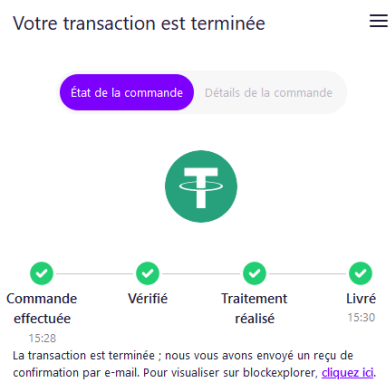 Votre transaction est terminée
État de la commande
Détails de la commande
Commande effectuée
15:28
Vérifié
Traitement réalisé
Livré
15:30
La transaction est terminée ; nous vous avons envoyé un reçu de
confirmation par e-mail. Pour visualiser sur blockexplorer, cliquez ici.